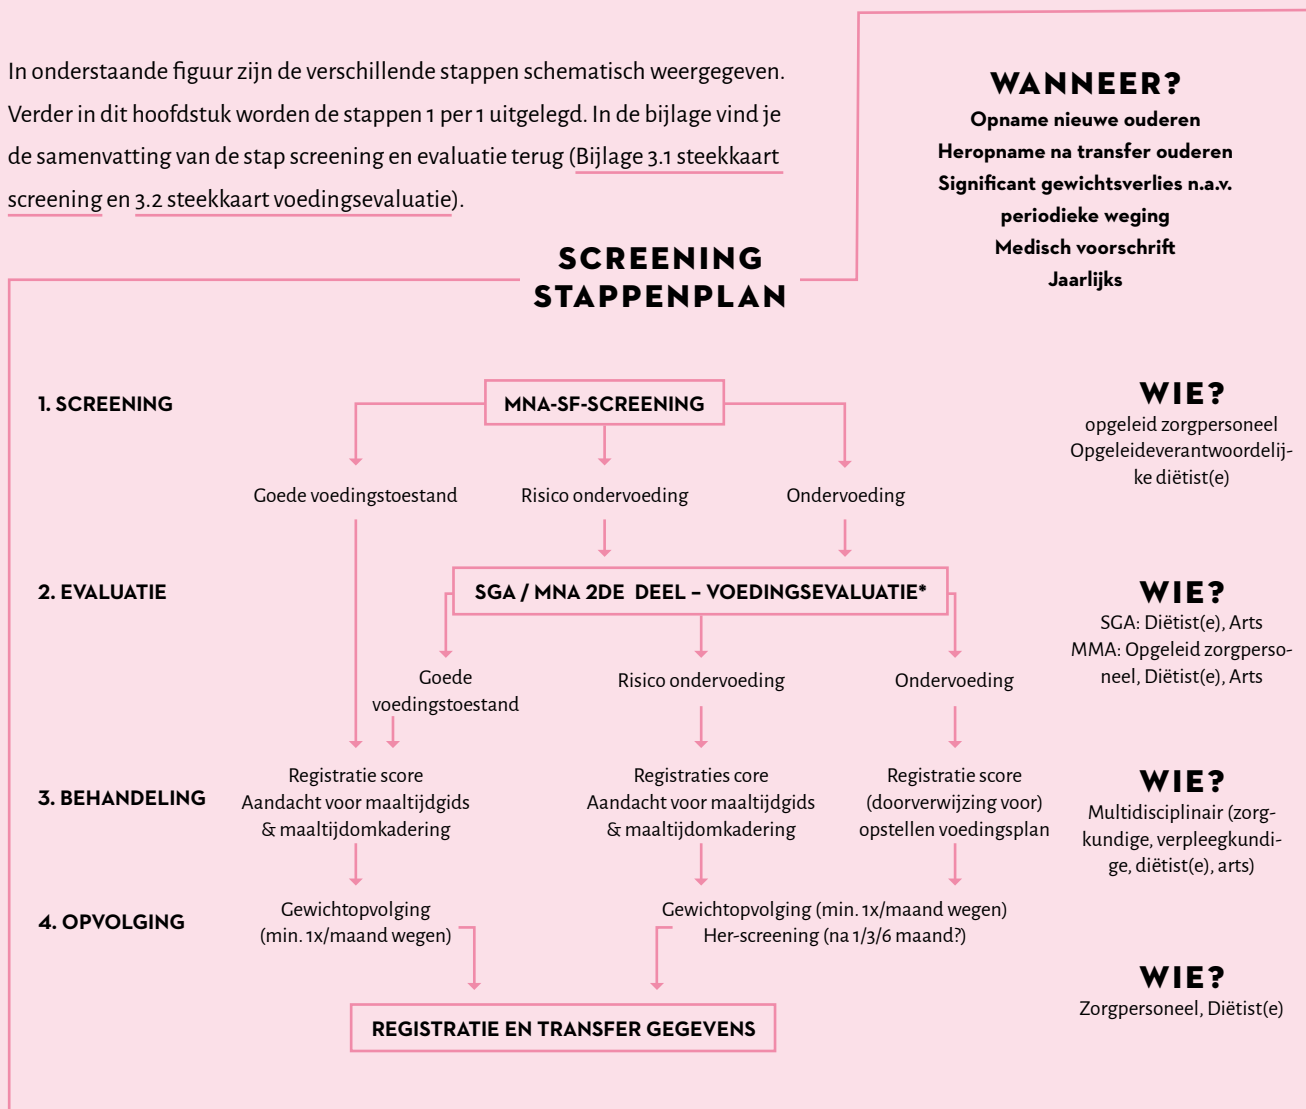 In onderstaande figuur zijn de verschillende stappen schematisch weergegeven.
Verder in dit hoofdstuk worden de stappen 1 per 1 uitgelegd. In de bijlage vind je
de samenvatting van de stap screening en evaluatie terug (Bijlage 3.1 steekkaart
screening en 3.2 steekkaart voedingsevaluatie).
WANNEER?
Opname nieuwe ouderen
Heropname na transfer ouderen
Significant gewichtsverlies n.a.v.
periodieke weging
Medisch voorschrift
Jaarlijks
SCREENING
STAPPENPLAN
1. SCREENING
MNA-SF-SCREENING
WIE?
opgeleid zorgpersoneel
Opgeleideverantwoordelij-
ke diëtist(e)
Goede voedingstoestand
Risico ondervoeding
Ondervoeding
2. EVALUATIE
SGA / MNA 2DE DEEL – VOEDINGSEVALUATIE*
WIE?
SGA: Diëtist(e), Arts
MMA: Opgeleid zorgperso-
neel, Diëtist(e), Arts
Goede
voedingstoestand
Risico ondervoeding
Ondervoeding
3. BEHANDELING
Registratie score
Aandacht voor maaltijdgids
& maaltijdomkadering
Registraties core
Aandacht voor maaltijdgids
& maaltijdomkadering
Registratie score
(doorverwijzing voor)
opstellen voedingsplan
WIE?
Multidisciplinair (zorg-
kundige, verpleegkundi-
ge, diëtist(e), arts)
4. OPVOLGING
Gewichtopvolging
(min. 1x/maand wegen)
Gewichtopvolging (min. 1x/maand wegen)
Her-screening (na 1/3/6 maand?)
WIE?
Zorgpersoneel, Diëtist(e)
REGISTRATIE EN TRANSFER GEGEVENS